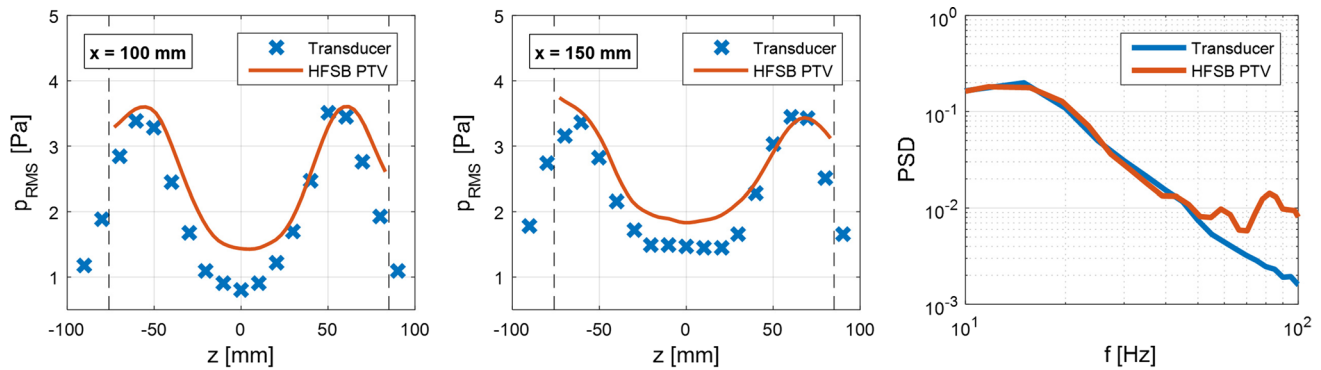 x = 100 mm
Transducer
HFSB PTV
p_RMS [Pa]
5
4
3
2
1
-100
-50
0
50
100
z [mm]
x = 150 mm
Transducer
HFSB PTV
p_RMS [Pa]
5
4
3
2
1
-100
-50
0
50
100
z [mm]
Transducer
HFSB PTV
PSD
10^0
10^-1
10^-2
10^-3
10^1
10^2
f [Hz]